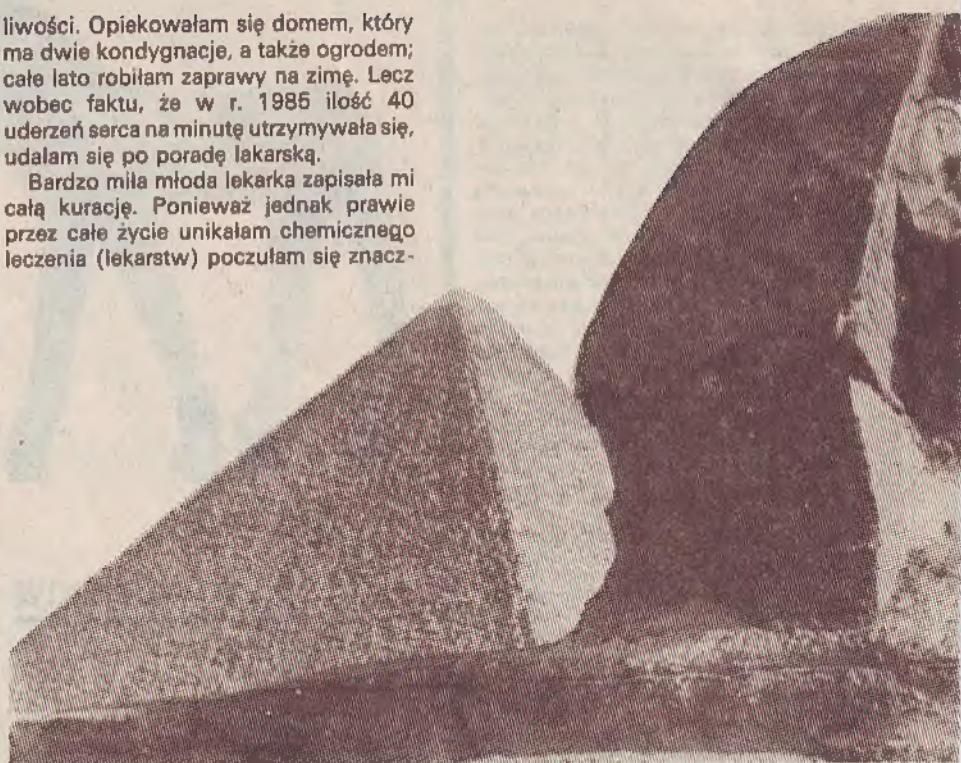 liwości. Opiekowałam się domem, który
ma dwie kondygnacje, a także ogrodem;
całe lato robiłam zaprawy na zimę. Lecz
wobec faktu, że w r. 1985 ilość 40
uderzeń serca na minutę utrzymywała się,
udalam się po poradę lakarską.
Bardzo miła młoda lekarka zapisała mi
całą kurację. Ponieważ jednak prawie
przez całe życie unikałam chemicznego
leczenia (lekarstw) poczułam się znacz-